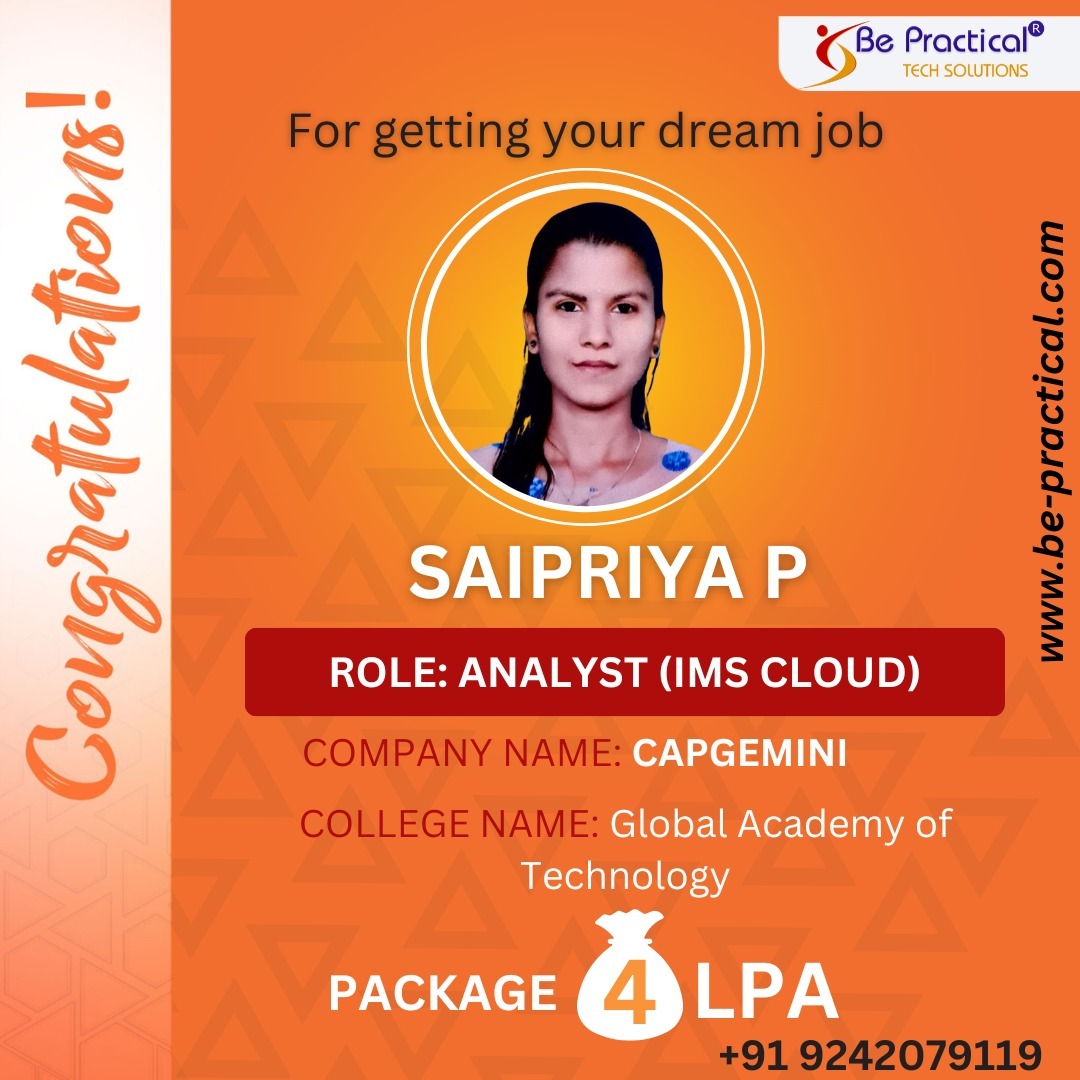 Congratulations!
Be Practical®
TECH SOLUTIONS
For getting your dream job
www.be-practical.com
SAIPRIYA P
ROLE: ANALYST (IMS CLOUD)
COMPANY NAME: CAPGEMINI
COLLEGE NAME: Global Academy of
Technology
PACKAGE 4 LPA
+91 9242079119